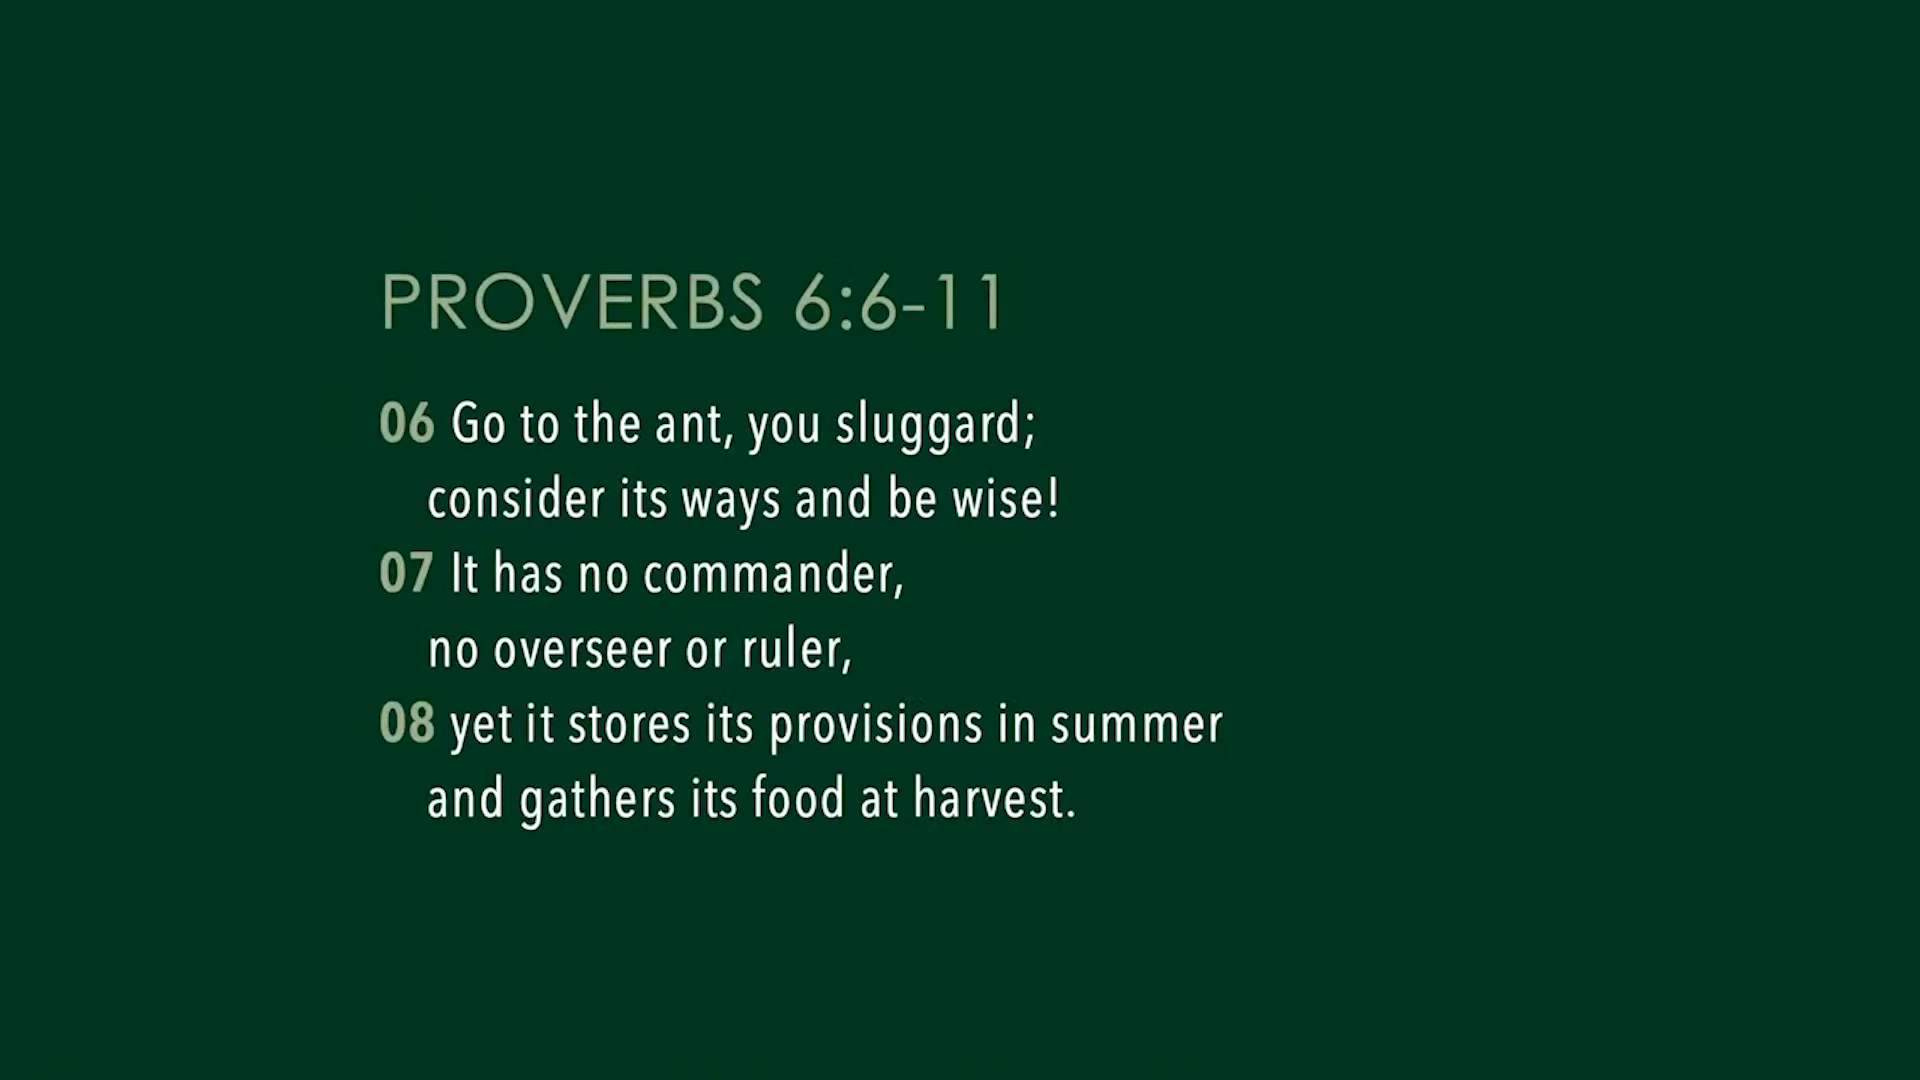 PROVERBS 6:6-11
06 Go to the ant, you sluggard;
consider its ways and be wise!
07 It has no commander,
no overseer or ruler,
08 yet it stores its provisions in summer
and gathers its food at harvest.